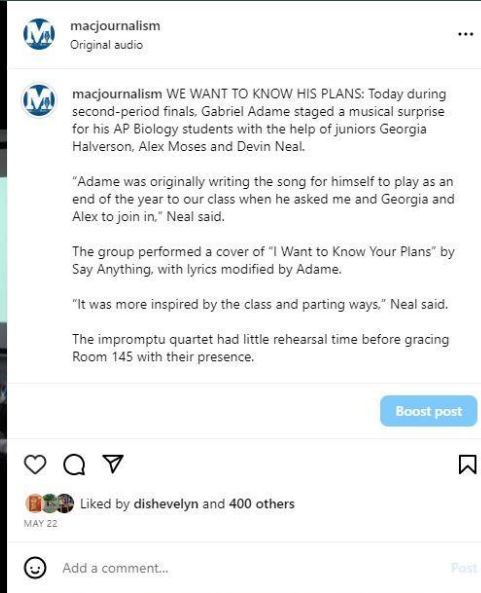 macjournalism
Original audio
macjournalism WE WANT TO KNOW HIS PLANS: Today during
second-period finals, Gabriel Adame staged a musical surprise
for his AP Biology students with the help of juniors Georgia
Halverson, Alex Moses and Devin Neal.
“Adame was originally writing the song for himself to play as an
end of the year to our class when he asked me and Georgia and
Alex to join in,” Neal said.
The group performed a cover of “I Want to Know Your Plans” by
Say Anything, with lyrics modified by Adame.
“It was more inspired by the class and parting ways,” Neal said.
The impromptu quartet had little rehearsal time before gracing
Room 145 with their presence.
Boost post
Liked by dishevelyn and 400 others
MAY 22
Add a comment...
Post